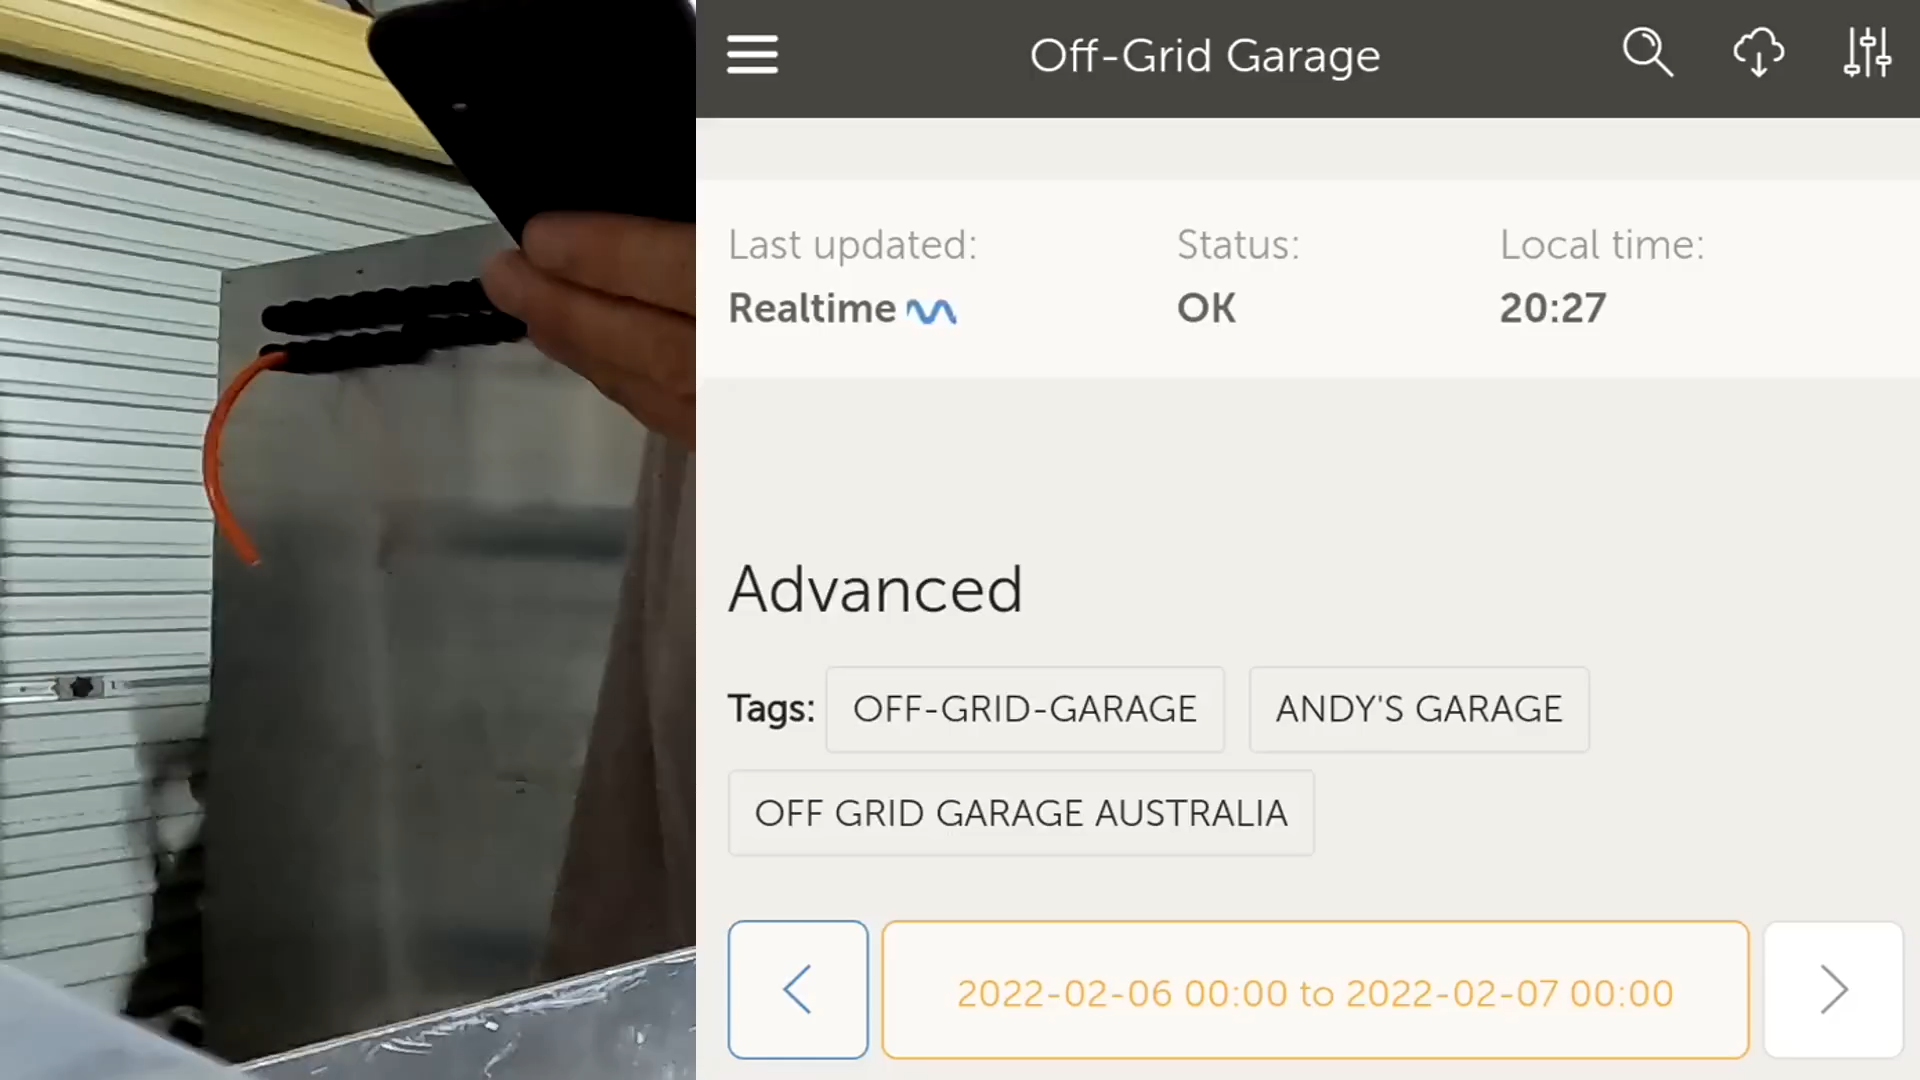 Off-Grid Garage
Last updated: Status: Local time:
Realtime OK 20:27
Advanced
Tags: OFF-GRID-GARAGE ANDY'S GARAGE
OFF GRID GARAGE AUSTRALIA
2022-02-06 00:00 to 2022-02-07 00:00